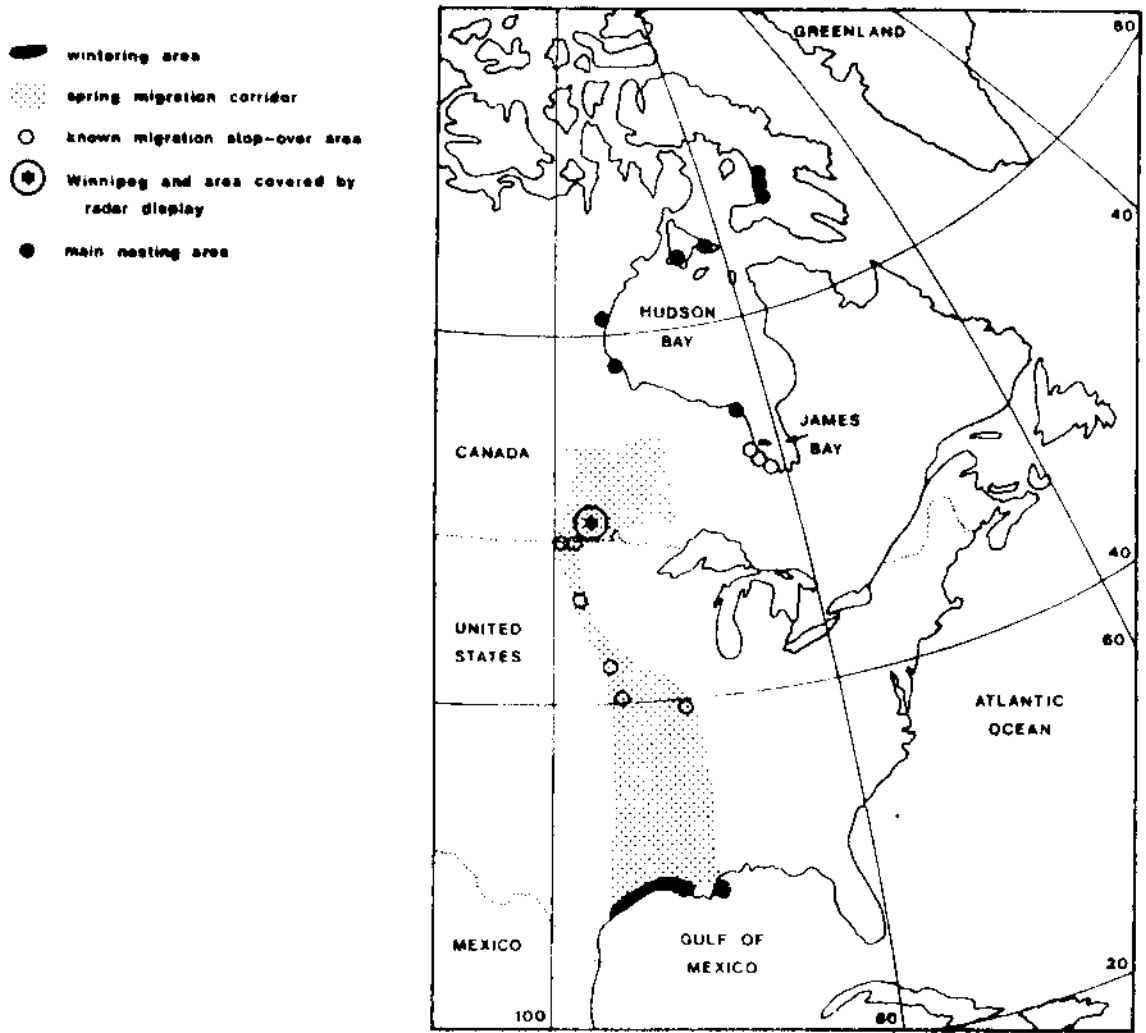 wintering area
spring migration corridor
known migration stop-over area
Winnipeg and area covered by
radar display
main nesting area
GREENLAND
60
40
HUDSON
BAY
JAMES
BAY
CANADA
40
UNITED
STATES
60
ATLANTIC
OCEAN
MEXICO
GULF OF
MEXICO
20
100
80